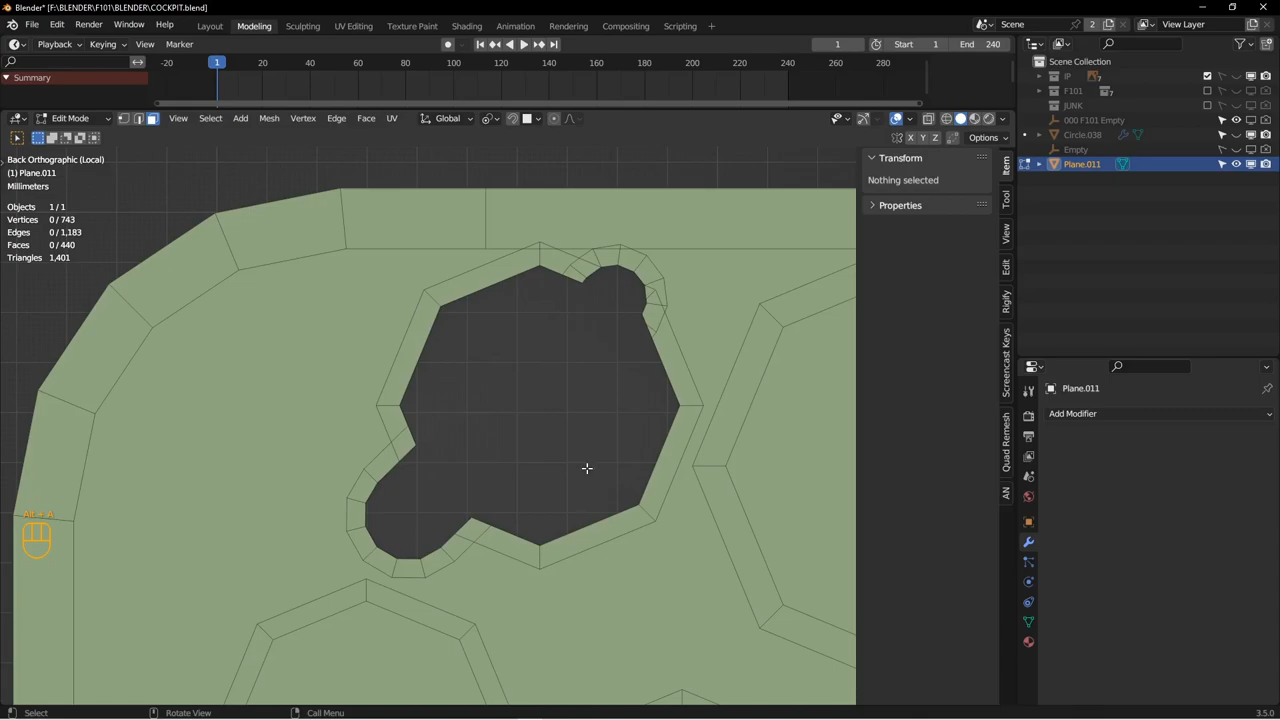 Blender* [F:\BLENDER\F101\BLENDER\COCKPIT.blend]
File Edit Render Window Help Layout Modeling Sculpting UV Editing Texture Paint Shading Animation Rendering Compositing Scripting Scene 2 View Layer
Playback Keying View Marker 1 Start 1 End 240
-20 1 20 40 60 80 100 120 140 160 180 200 220 240 260 280
Summary
Scene Collection
IP 7
F101 7
JUNK
000 F101 Empty
Circle.038
Empty
Plane.011
Edit Mode View Select Add Mesh Vertex Edge Face UV Global
X Y Z Options
Back Orthographic (Local)
(1) Plane.011
Millimeters
Objects 1 / 1
Vertices 0 / 743
Edges 0 / 1,183
Faces 0 / 440
Triangles 1,401
Transform
Nothing selected
Properties
Item
Tool
View
Edit
Rigify
Screencast Keys
Quad Remesh
AN
Plane.011
Add Modifier
Alt + A
Select Rotate View Call Menu 3.5.0